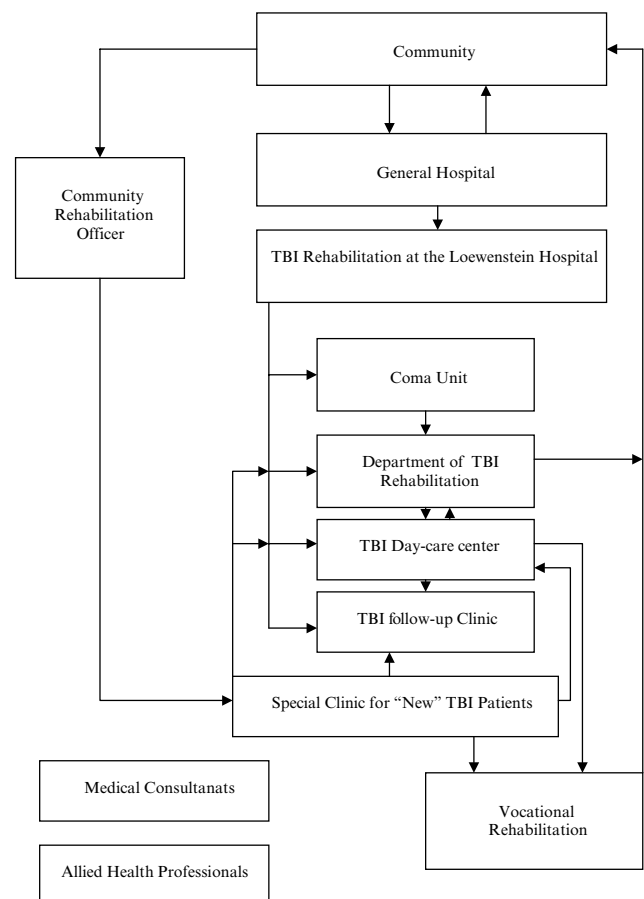 Community
General Hospital
Community
Rehabilitation
Officer
TBI Rehabilitation at the Loewenstein Hospital
Coma Unit
Department of TBI
Rehabilitation
TBI Day-care center
TBI follow-up Clinic
Special Clinic for “New” TBI Patients
Medical Consultanats
Vocational
Rehabilitation
Allied Health Professionals